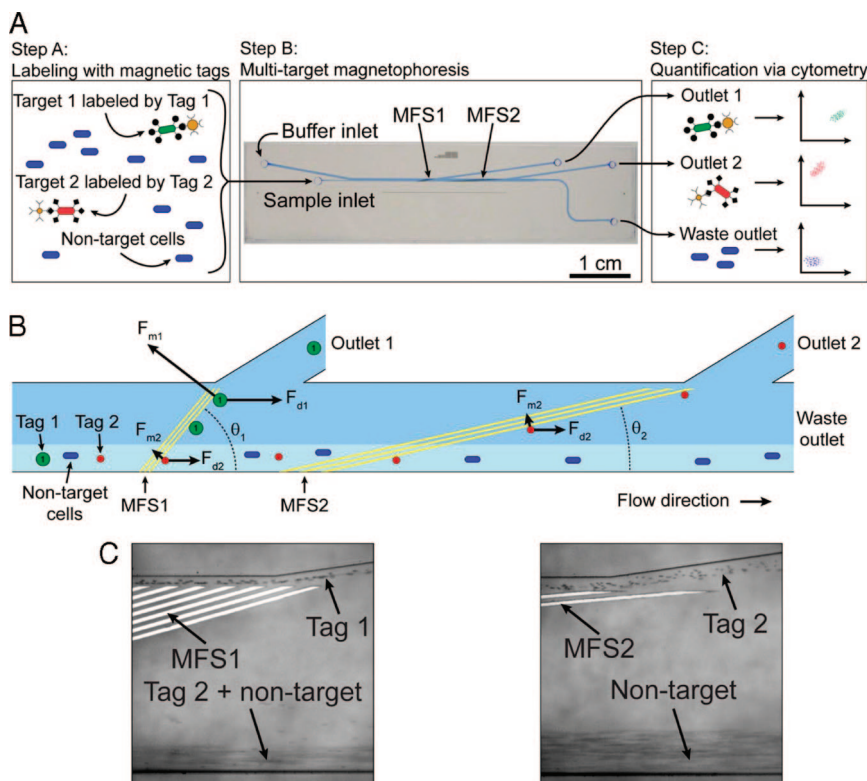 A
Step A:
Labeling with magnetic tags
Target 1 labeled by Tag 1
Target 2 labeled by Tag 2
Non-target cells
Step B:
Multi-target magnetophoresis
MFS1
MFS2
Buffer inlet
Sample inlet
1 cm
Step C:
Quantification via cytometry
Outlet 1
Outlet 2
Waste outlet
B
Fm1
Outlet 1
Outlet 2
Fd1
Tag 1
Tag 2
Fm2
θ1
Fm2
Fd2
θ2
Waste
outlet
Fd2
Non-target
cells
MFS1
MFS2
Flow direction
1
1
1
1
C
Tag 1
MFS1
Tag 2 + non-target
Tag 2
MFS2
Non-target